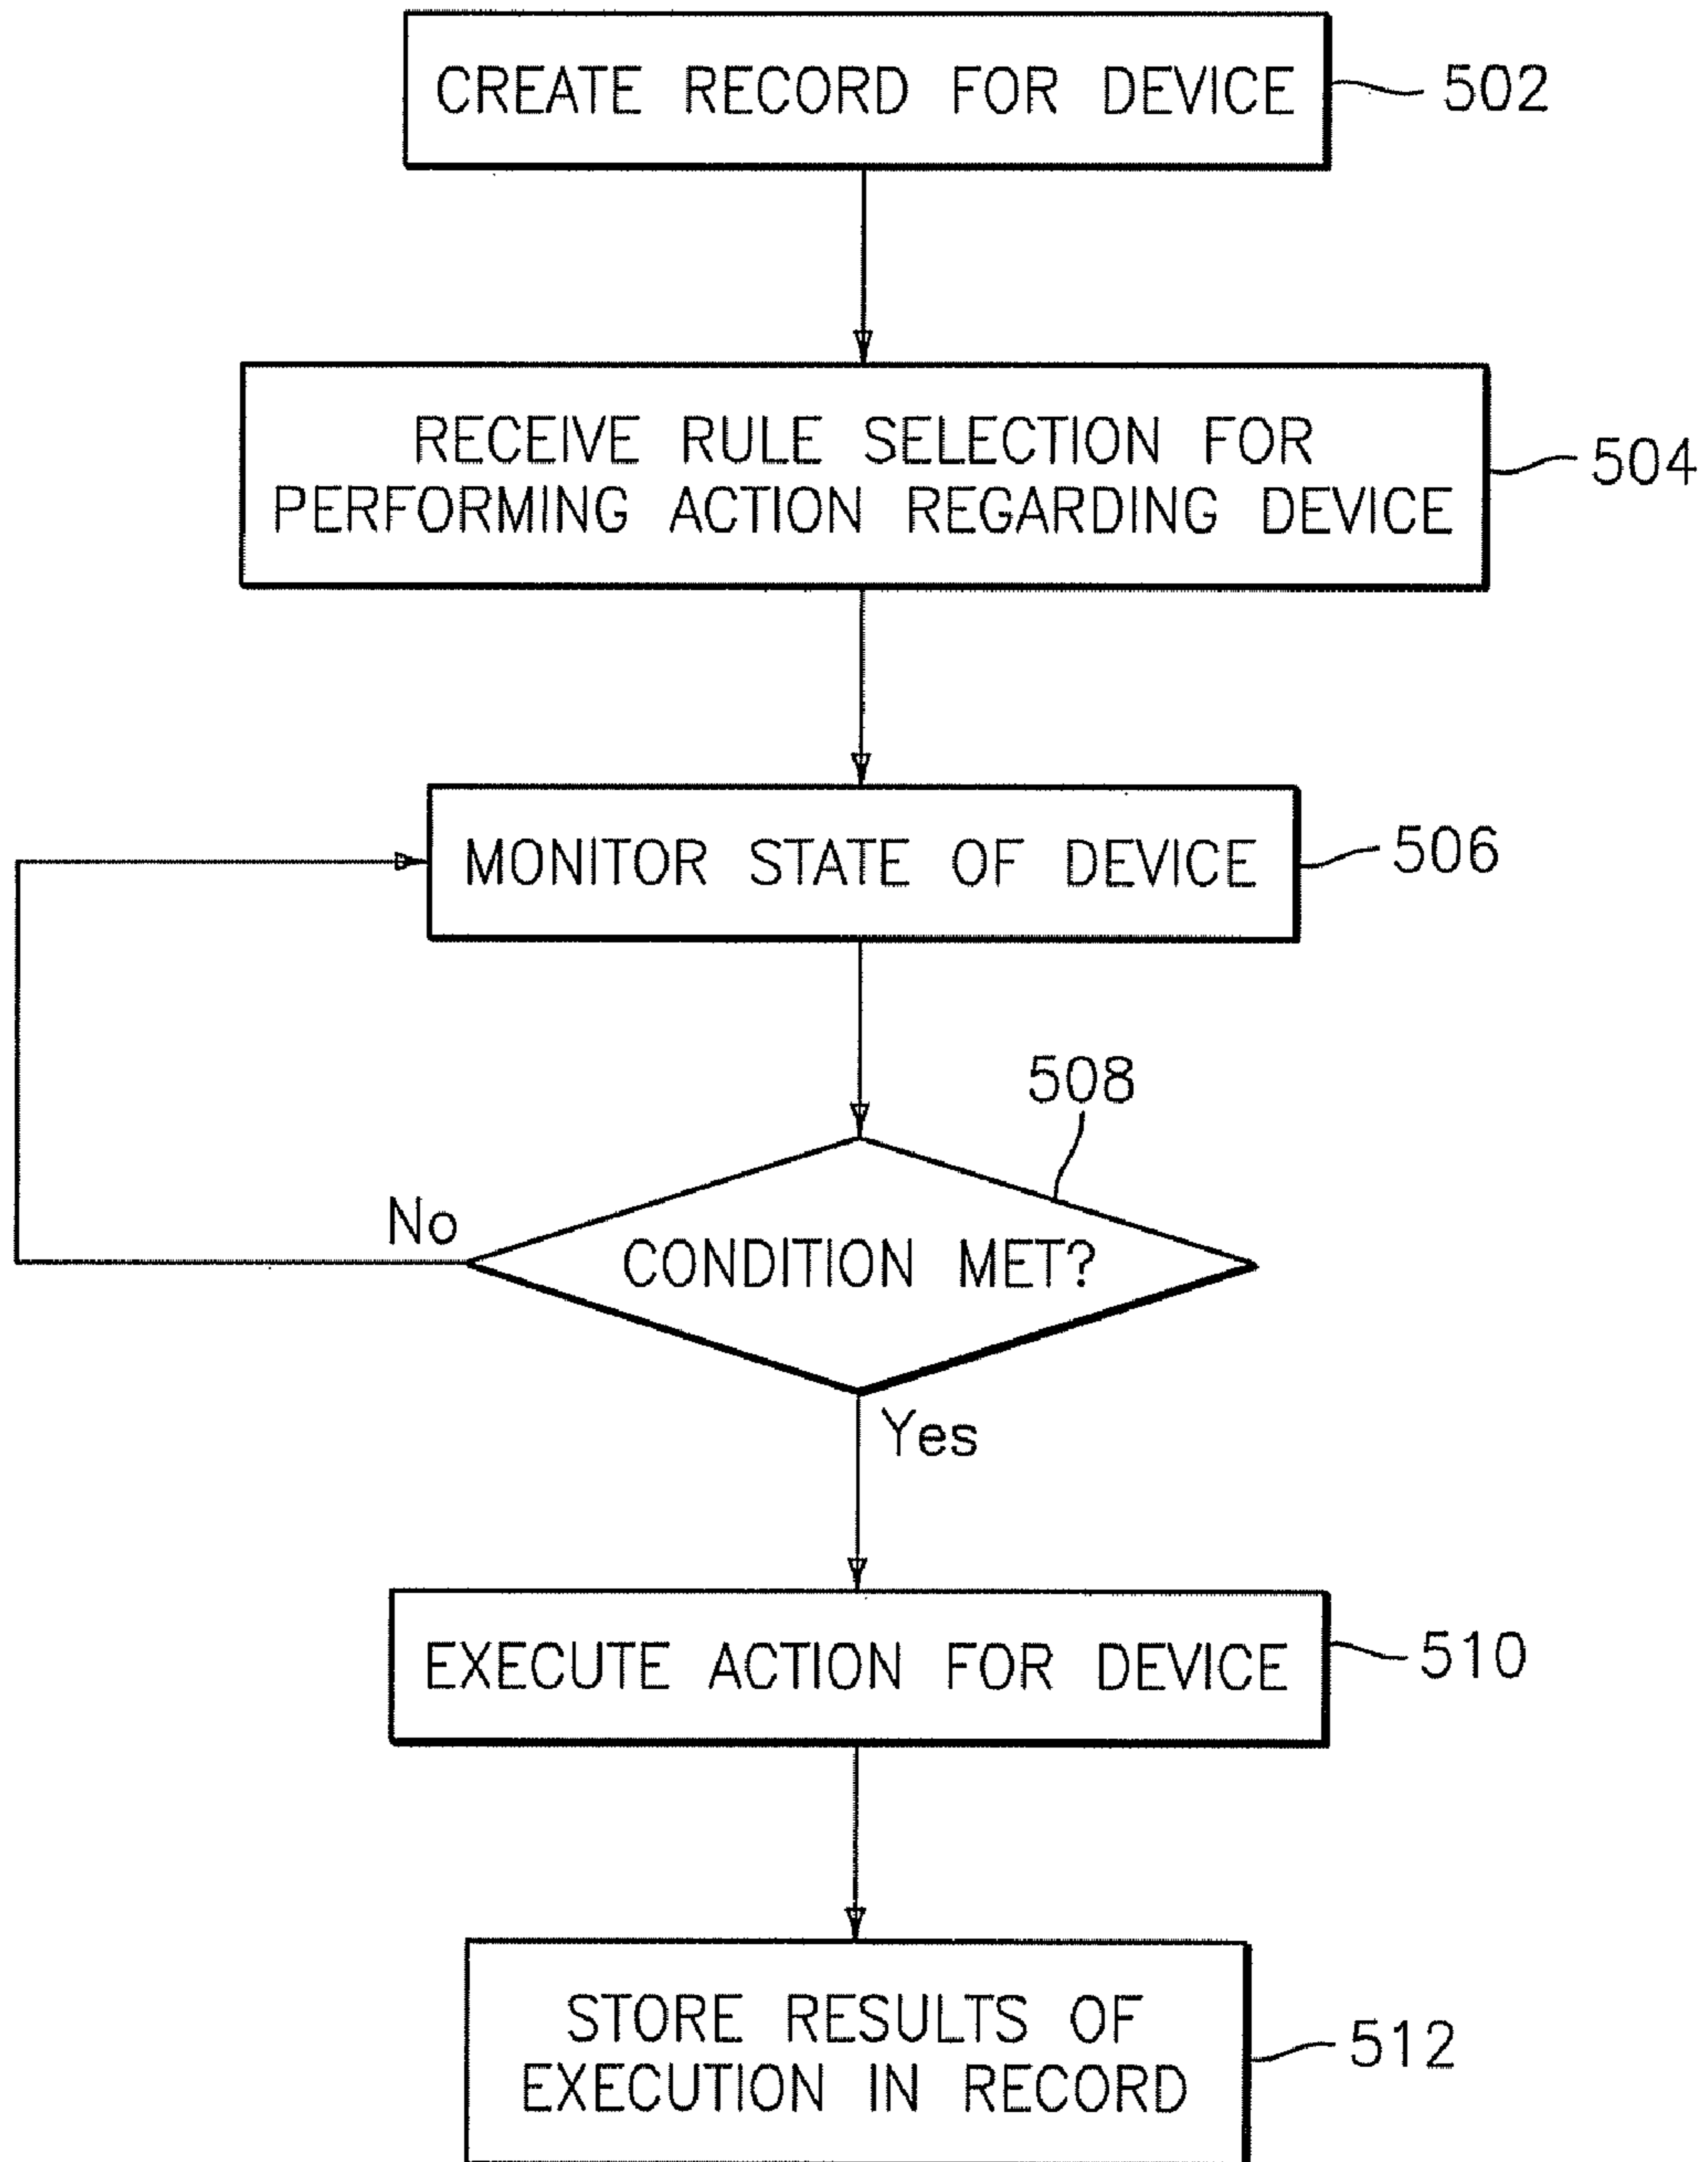 CREATE RECORD FOR DEVICE
502
RECEIVE RULE SELECTION FOR
PERFORMING ACTION REGARDING DEVICE
504
MONITOR STATE OF DEVICE
506
508
No
CONDITION MET?
Yes
EXECUTE ACTION FOR DEVICE
510
STORE RESULTS OF
EXECUTION IN RECORD
512